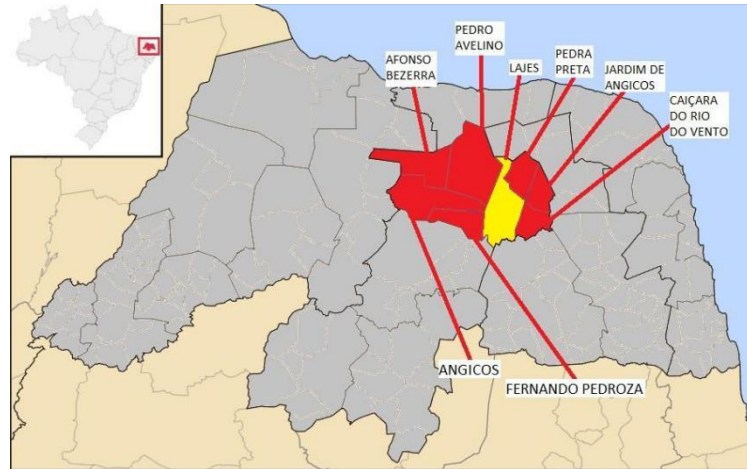 PEDRO
AVELINO
AFONSO
BEZERRA
LAJES
PEDRA
PRETA
JARDIM DE
ANGICOS
CAIÇARA
DO RIO
DO VENTO
ANGICOS
FERNANDO PEDROZA